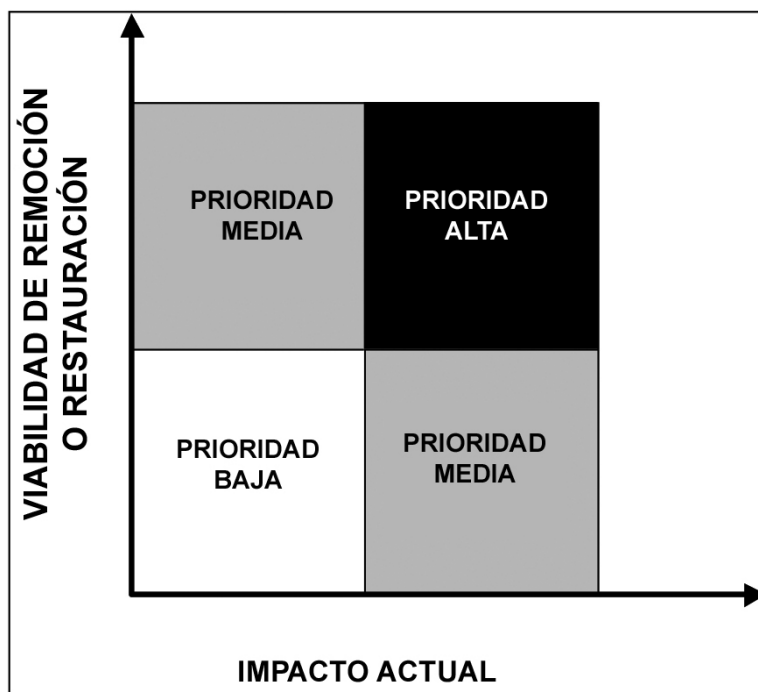 VIABILIDAD DE REMOCIÓN
O RESTAURACIÓN
PRIORIDAD
MEDIA
PRIORIDAD
ALTA
PRIORIDAD
BAJA
PRIORIDAD
MEDIA
IMPACTO ACTUAL